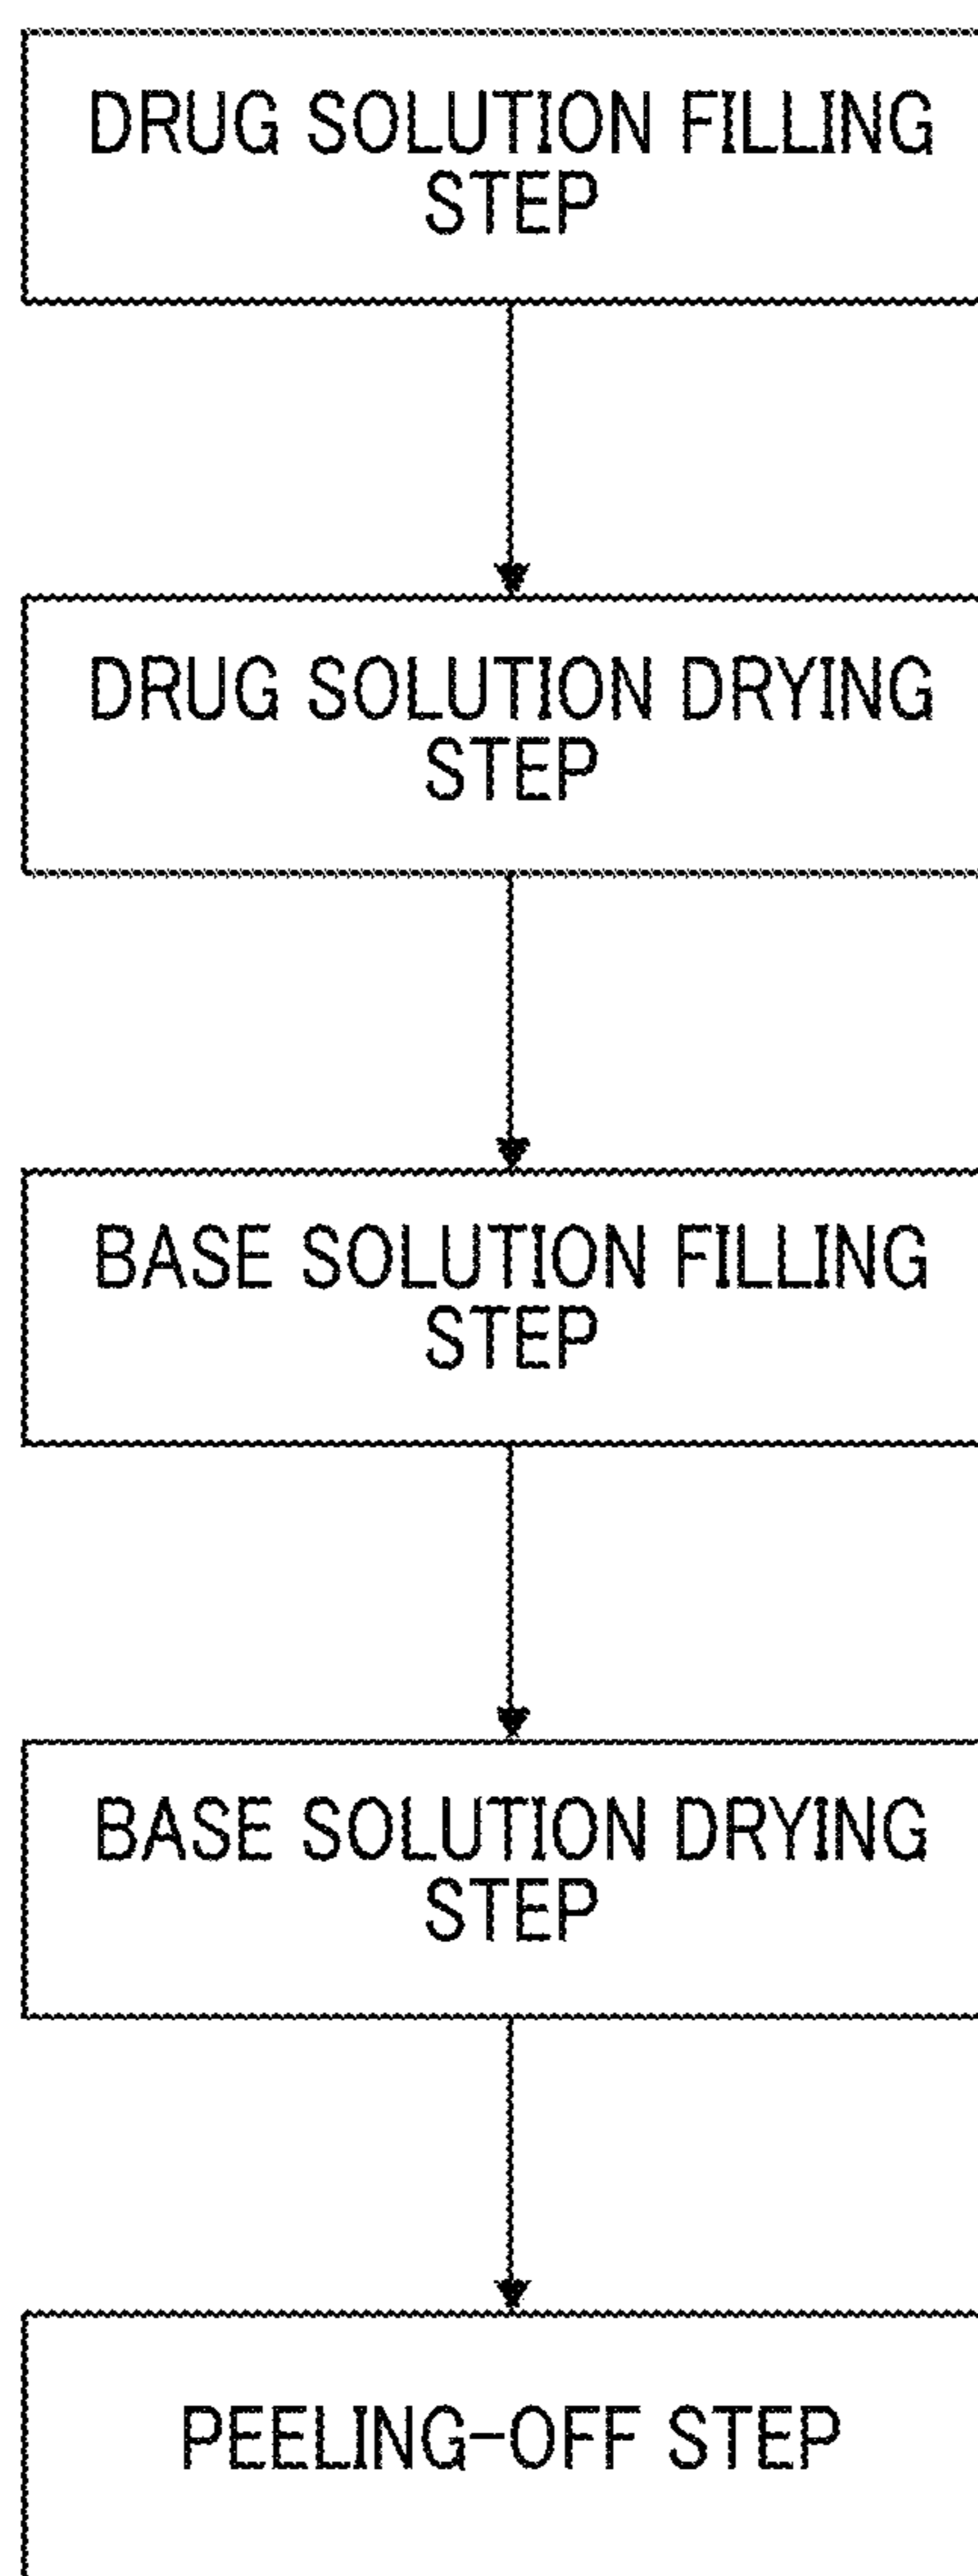 DRUG SOLUTION FILLING
STEP
DRUG SOLUTION DRYING
STEP
BASE SOLUTION FILLING
STEP
BASE SOLUTION DRYING
STEP
PEELING-OFF STEP